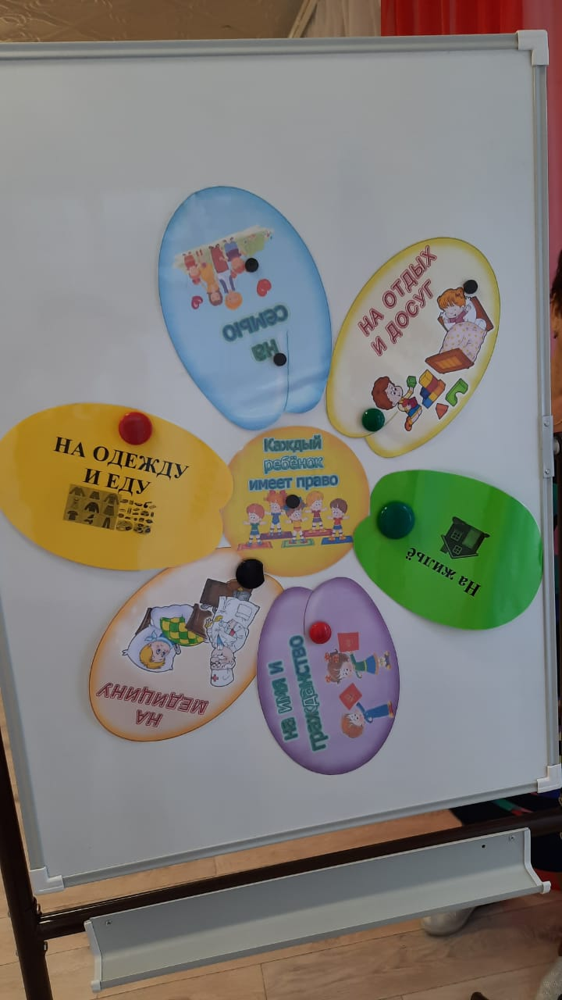 Каждый
ребёнок
имеет право
на
семью
НА ОТДЫХ
И ДОСУГ
На жильё
на имя и
гражданство
НА
МЕДИЦИНУ
НА ОДЕЖДУ
И ЕДУ